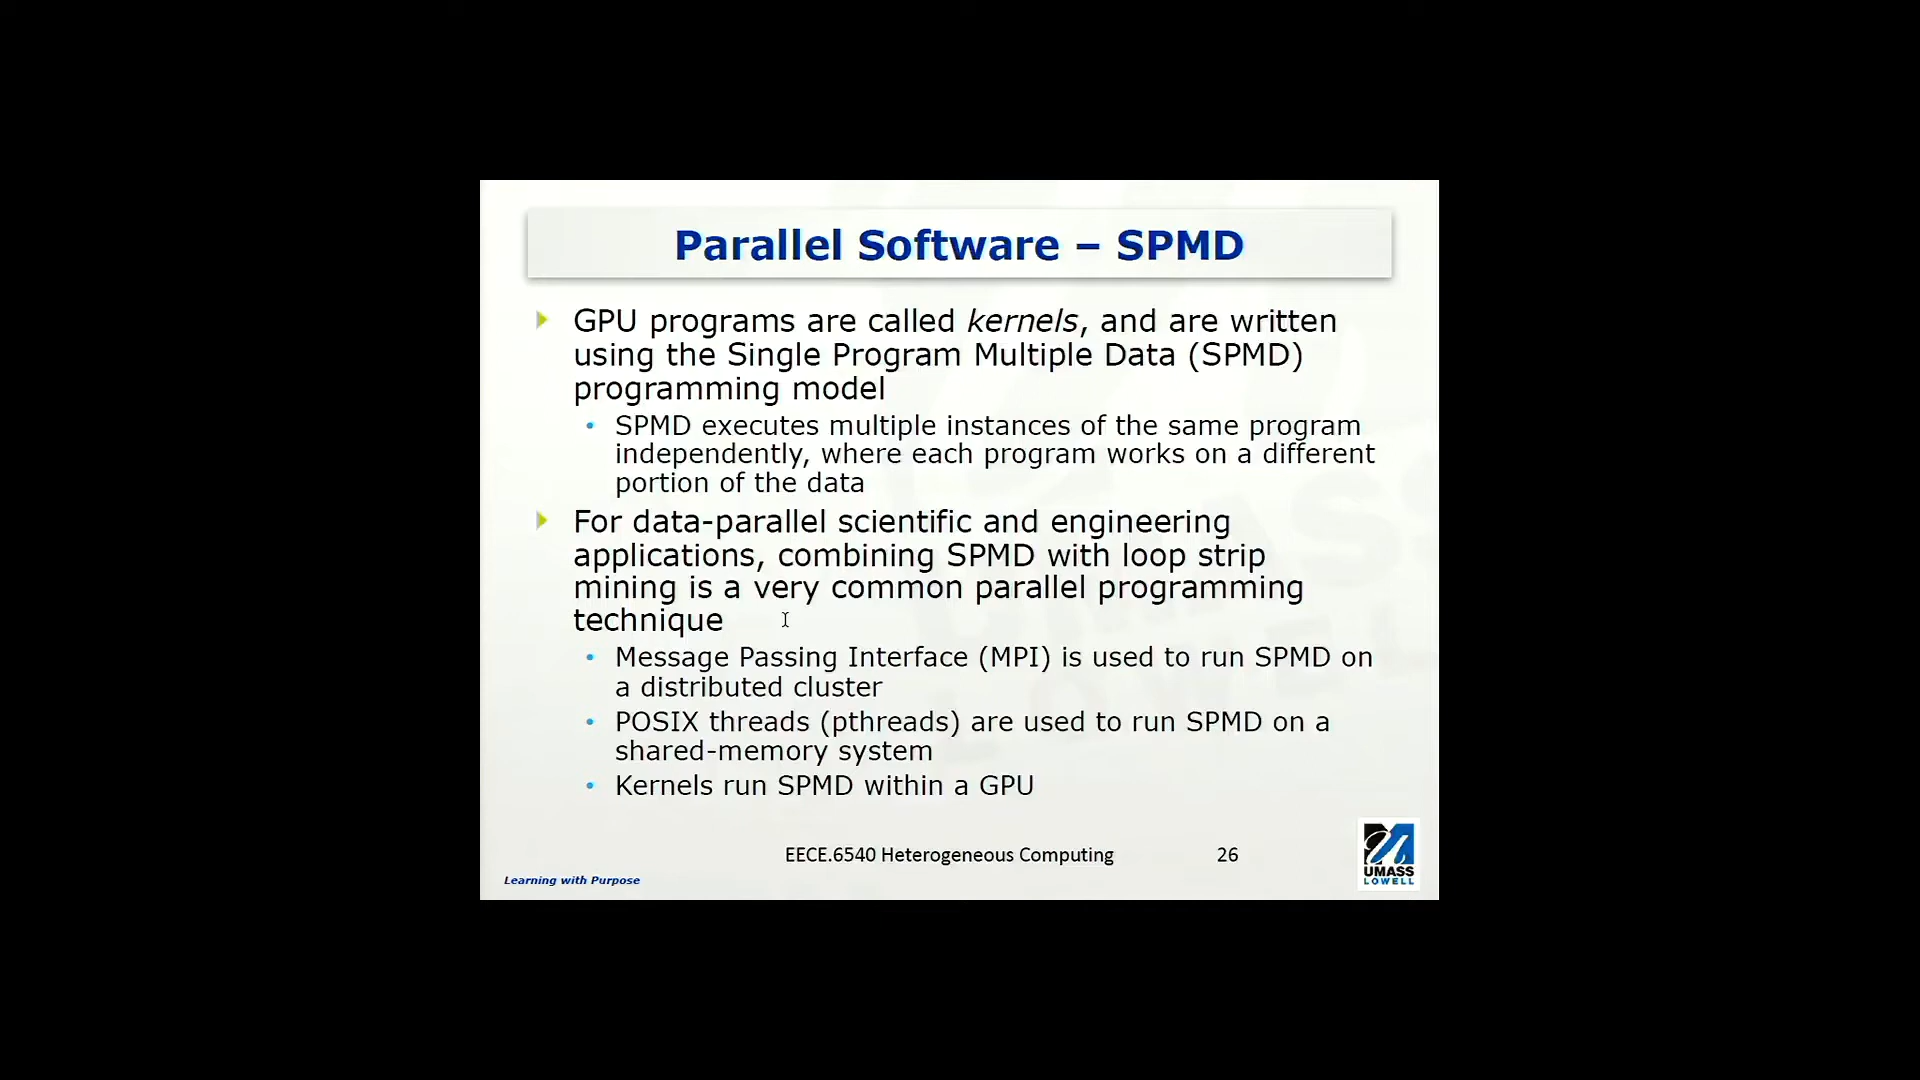 Parallel Software – SPMD
GPU programs are called kernels, and are written
using the Single Program Multiple Data (SPMD)
programming model
• SPMD executes multiple instances of the same program
independently, where each program works on a different
portion of the data
For data-parallel scientific and engineering
applications, combining SPMD with loop strip
mining is a very common parallel programming
technique
• Message Passing Interface (MPI) is used to run SPMD on
a distributed cluster
• POSIX threads (pthreads) are used to run SPMD on a
shared-memory system
• Kernels run SPMD within a GPU
EECE.6540 Heterogeneous Computing
26
Learning with Purpose
UMASS
LOWELL